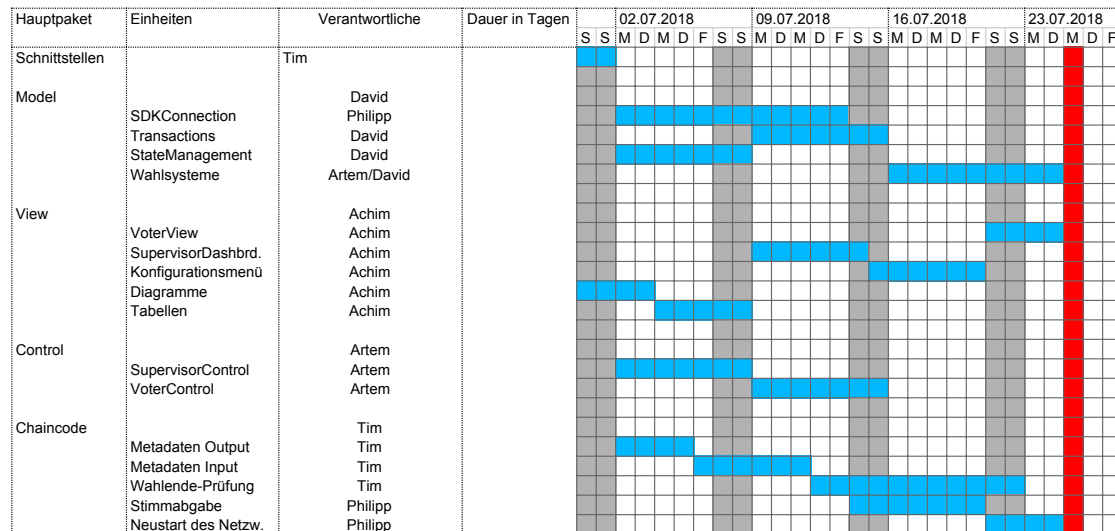 Hauptpaket Einheiten Verantwortliche Dauer in Tagen 02.07.2018 09.07.2018 16.07.2018 23.07.2018
S S M D M D F S S M D M D F S S M D M D F S S M D M D F
Schnittstellen Tim
Model David
SDKConnection Philipp
Transactions David
StateManagement David
Wahlsysteme Artem/David
View Achim
VoterView Achim
SupervisorDashbrd. Achim
Konfigurationsmenü Achim
Diagramme Achim
Tabellen Achim
Control Artem
SupervisorControl Artem
VoterControl Artem
Chaincode Tim
Metadaten Output Tim
Metadaten Input Tim
Wahlende-Prüfung Tim
Stimmabgabe Philipp
Neustart des Netzw. Philipp